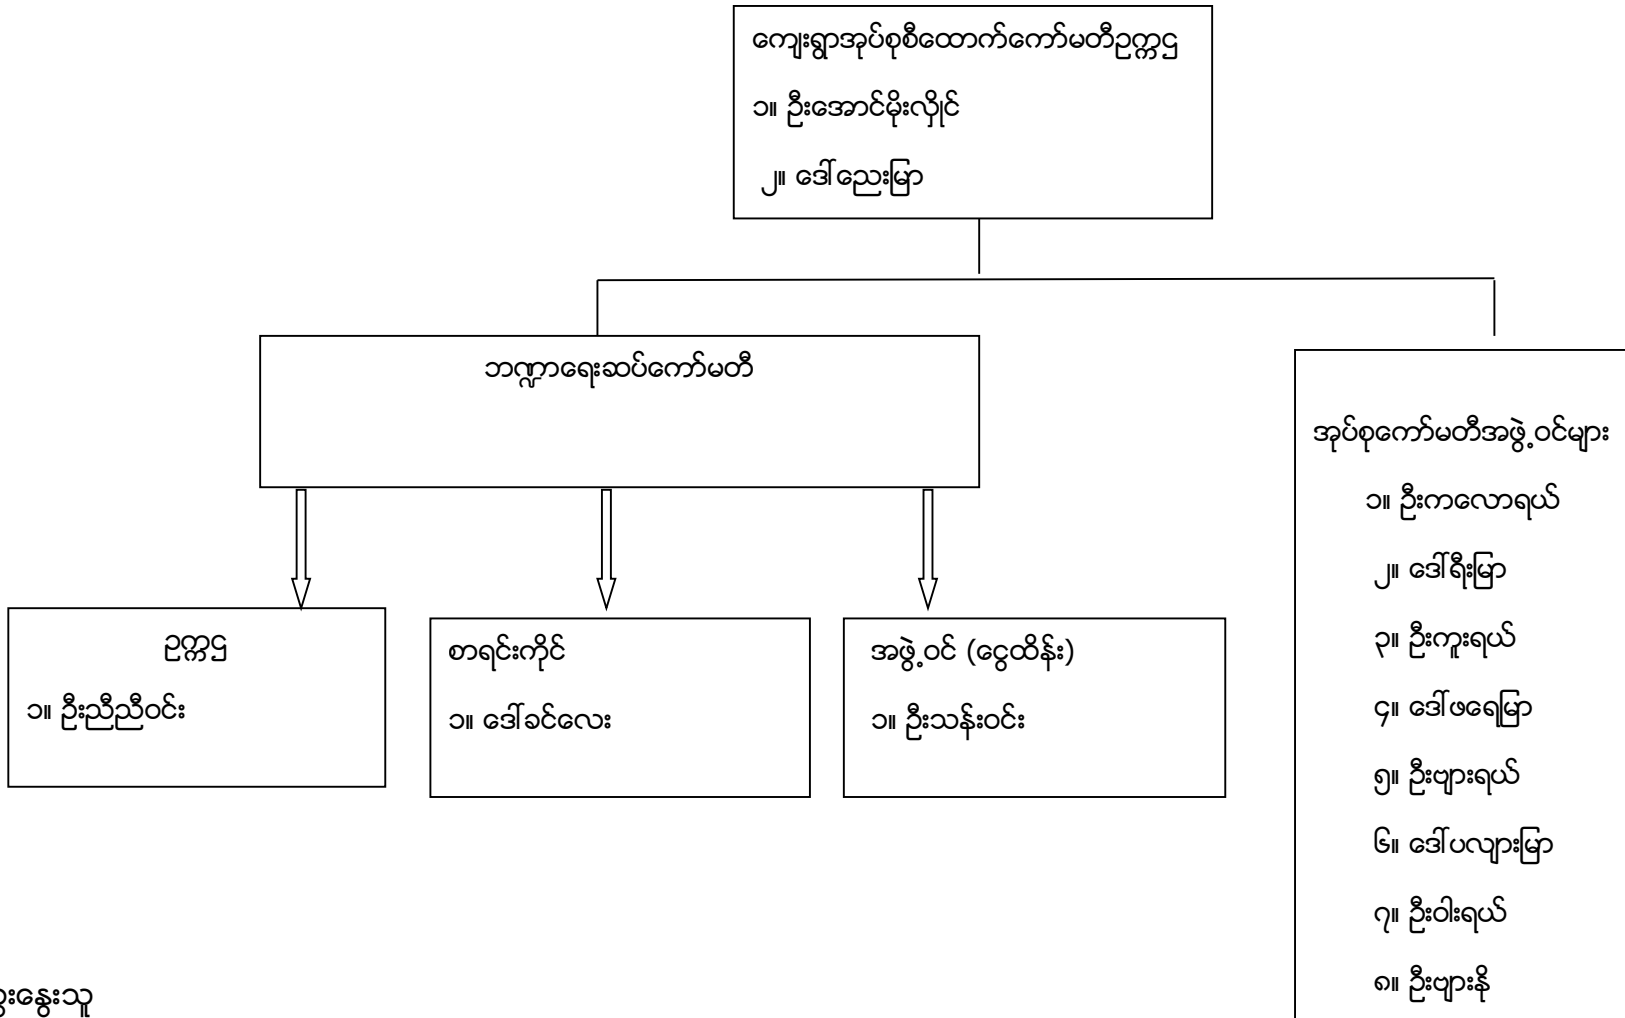 ကျေးရွာအုပ်စုစီထောက်ကော်မတီဥက္ကဌ
၁။ ဦးအောင်မိုးလှိုင်
၂။ ဒေါ်ညေးမြာ
ဘဏ္ဍာရေးဆပ်ကော်မတီ
ဥက္ကဌ
၁။ ဦးညီညီဝင်း
စာရင်းကိုင်
၁။ ဒေါ်ခင်လေး
အဖွဲ့ဝင် (ငွေထိန်း)
၁။ ဦးသန်းဝင်း
အုပ်စုကော်မတီအဖွဲ့ဝင်များ
၁။ ဦးကလောရယ်
၂။ ဒေါ်ရီးမြာ
၃။ ဦးကူးရယ်
၄။ ဒေါ်ဖရေမြာ
၅။ ဦးဗျားရယ်
၆။ ဒေါ်ပလျားမြာ
၇။ ဦးဝါးရယ်
၈။ ဦးဗျားနို